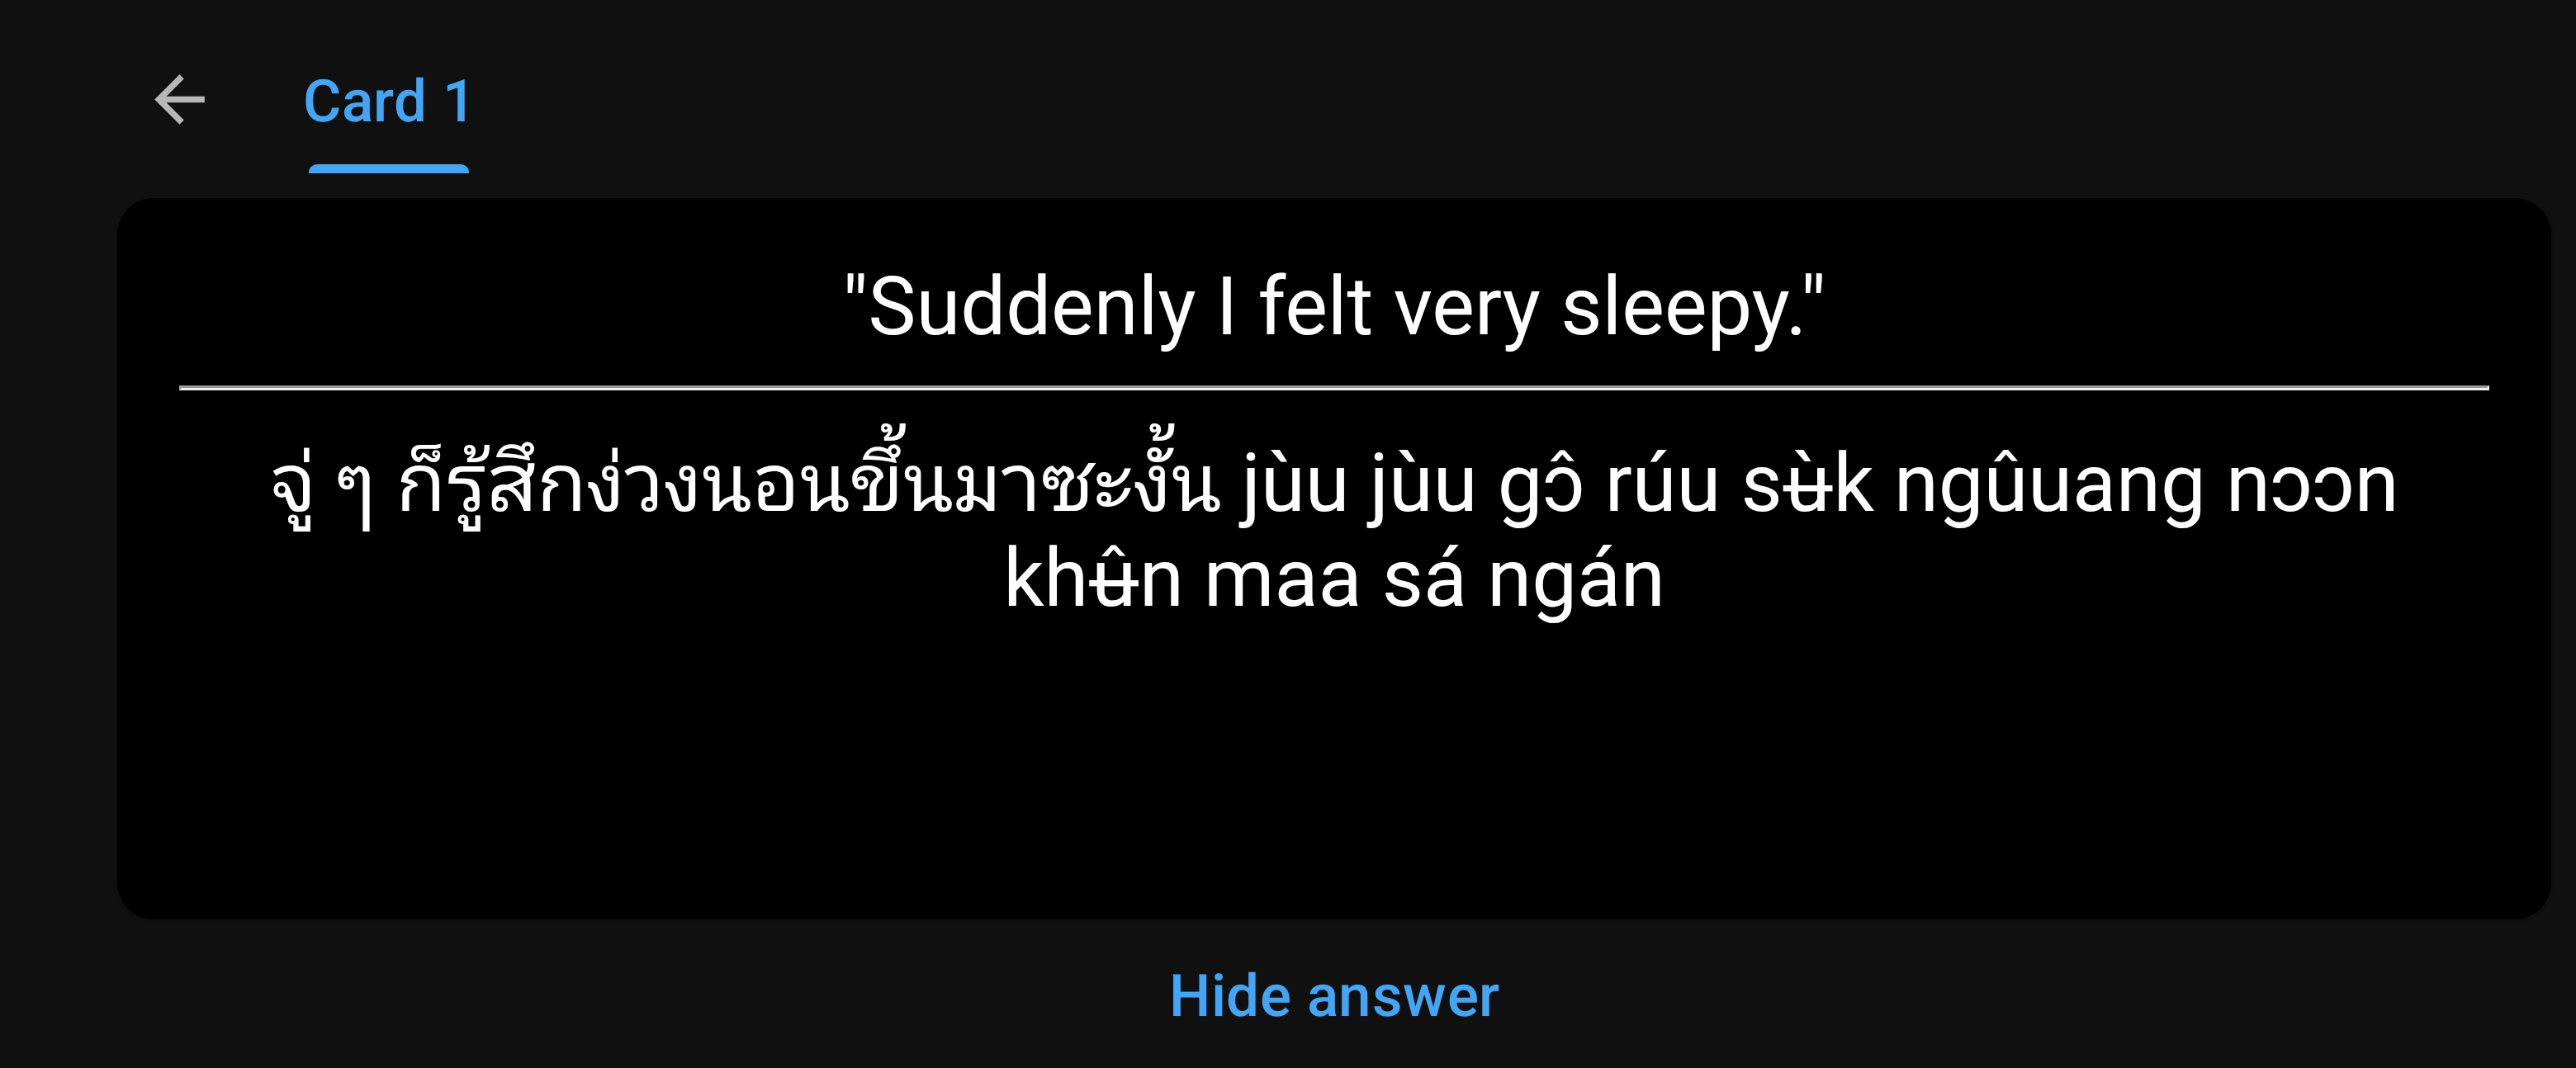 Card 1
"Suddenly I felt very sleepy."
จู่ ๆ ก็รู้สึกง่วงนอนขึ้นมาซะงั้น jùu jùu gɔ̂ rúu sʉ̀k ngûuang nɔɔn
khʉ̂n maa sá ngán
Hide answer